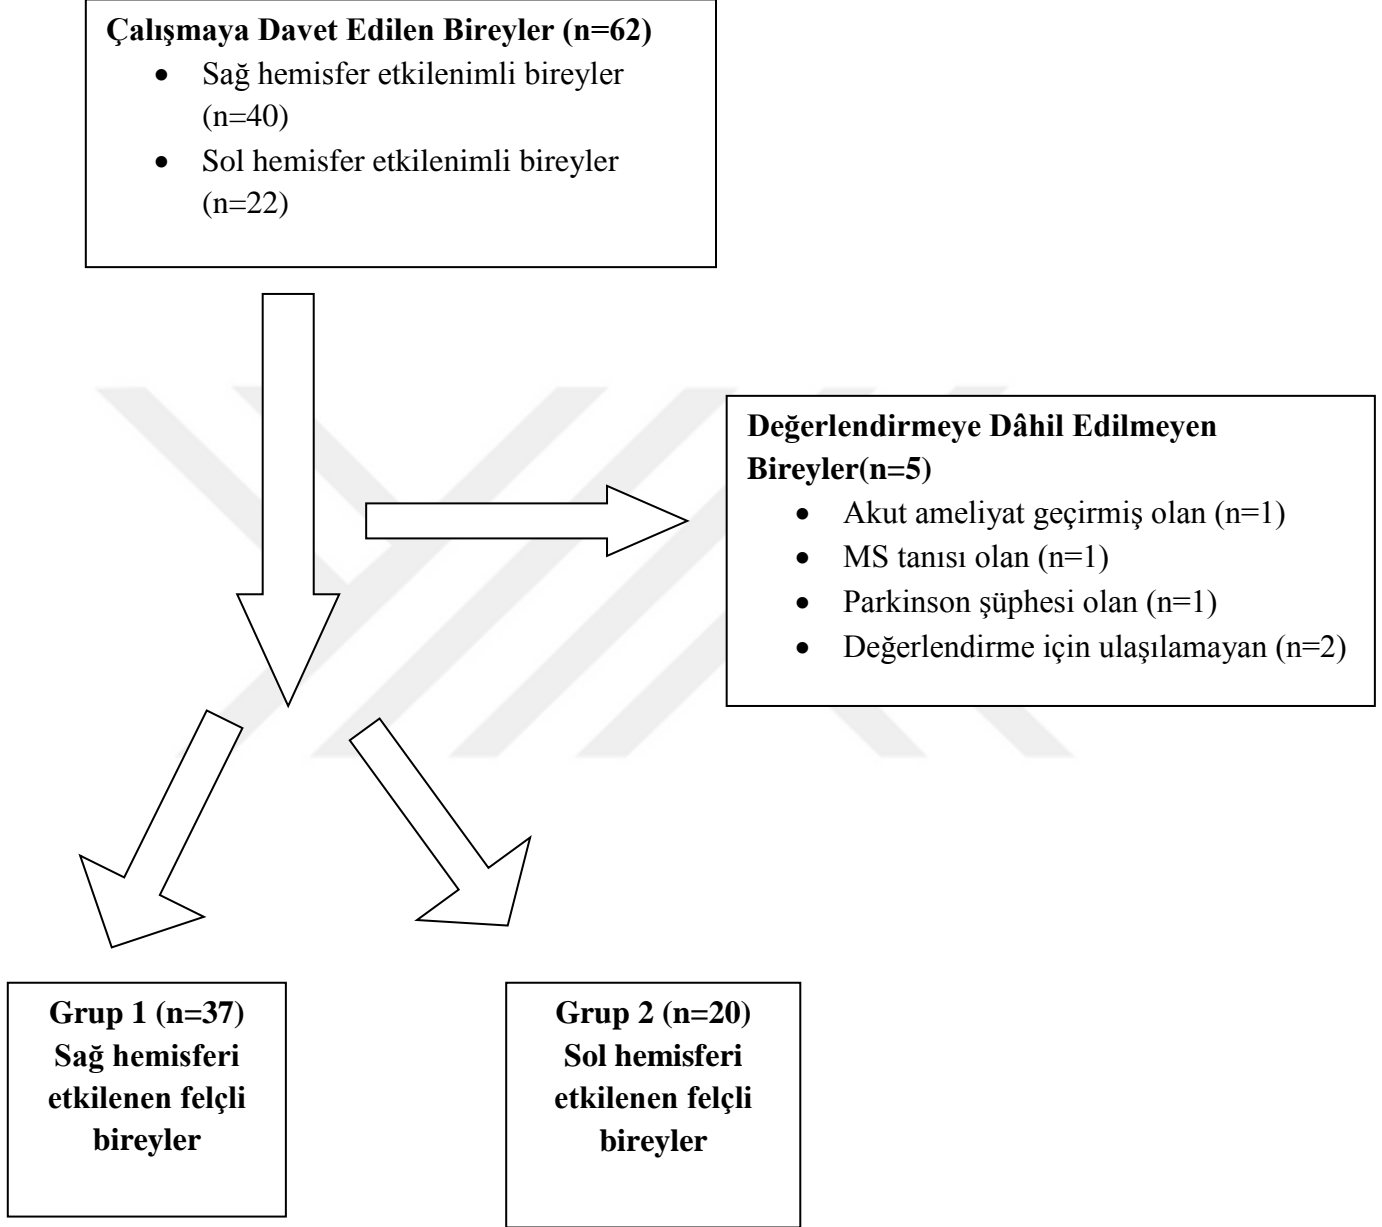 Çalışmaya Davet Edilen Bireyler (n=62)
• Sağ hemisfer etkilenimli bireyler
(n=40)
• Sol hemisfer etkilenimli bireyler
(n=22)
Değerlendirmeye Dâhil Edilmeyen
Bireyler(n=5)
• Akut ameliyat geçirmiş olan (n=1)
• MS tanısı olan (n=1)
• Parkinson şüphesi olan (n=1)
• Değerlendirme için ulaşılamayan (n=2)
Grup 1 (n=37)
Sağ hemisferi
etkilenen felçli
bireyler
Grup 2 (n=20)
Sol hemisferi
etkilenen felçli
bireyler